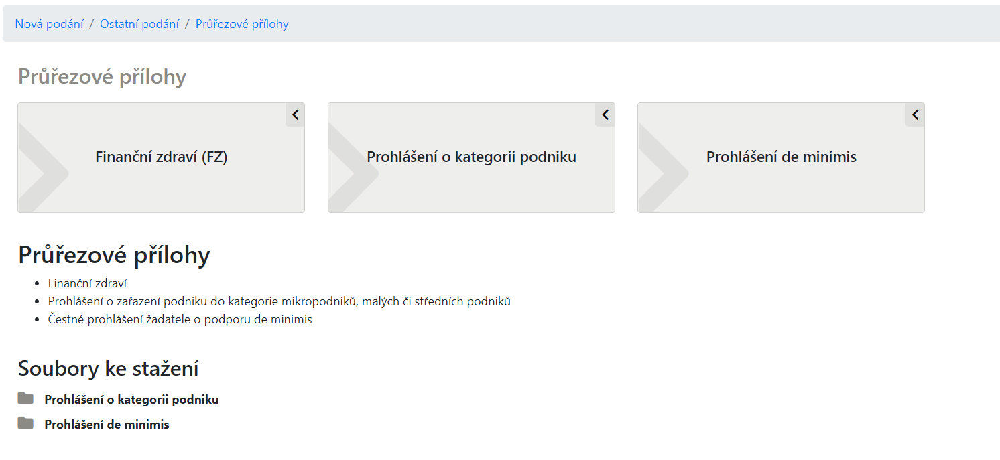 Nová podání / Ostatní podání / Průřezové přílohy
Průřezové přílohy
Finanční zdraví (FZ)
Prohlášení o kategorii podniku
Prohlášení de minimis
Průřezové přílohy
• Finanční zdraví
• Prohlášení o zařazení podniku do kategorie mikropodniků, malých či středních podniků
• Čestné prohlášení žadatele o podporu de minimis
Soubory ke stažení
Prohlášení o kategorii podniku
Prohlášení de minimis